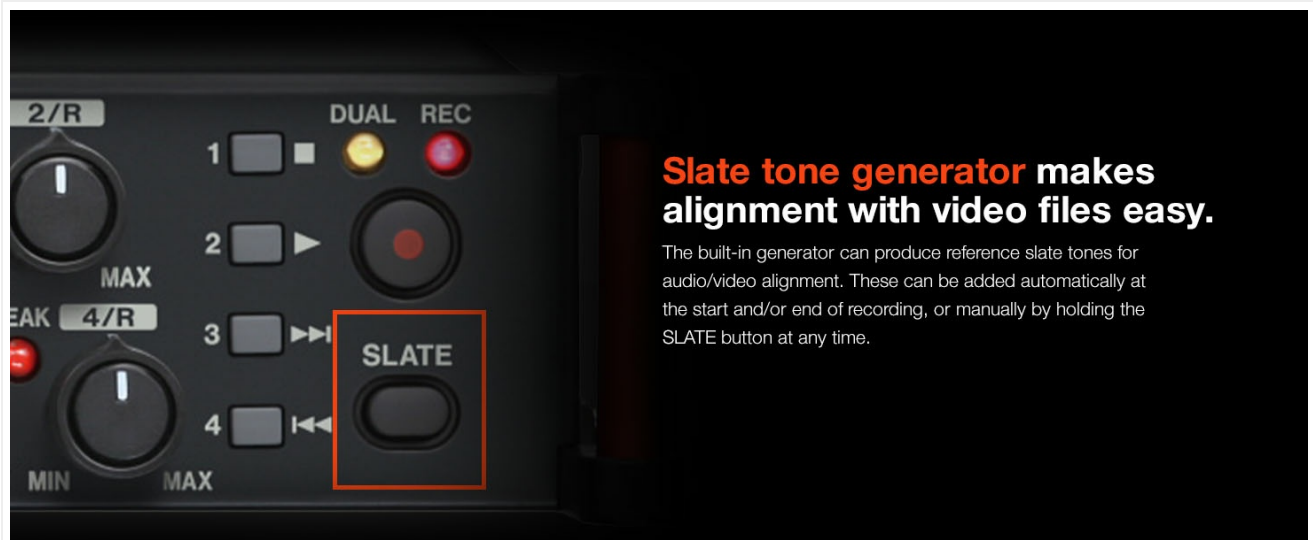 2/R
DUAL REC
1
2
MAX
EAK 4/R
3
SLATE
4
MIN MAX
Slate tone generator makes
alignment with video files easy.
The built-in generator can produce reference slate tones for
audio/video alignment. These can be added automatically at
the start and/or end of recording, or manually by holding the
SLATE button at any time.